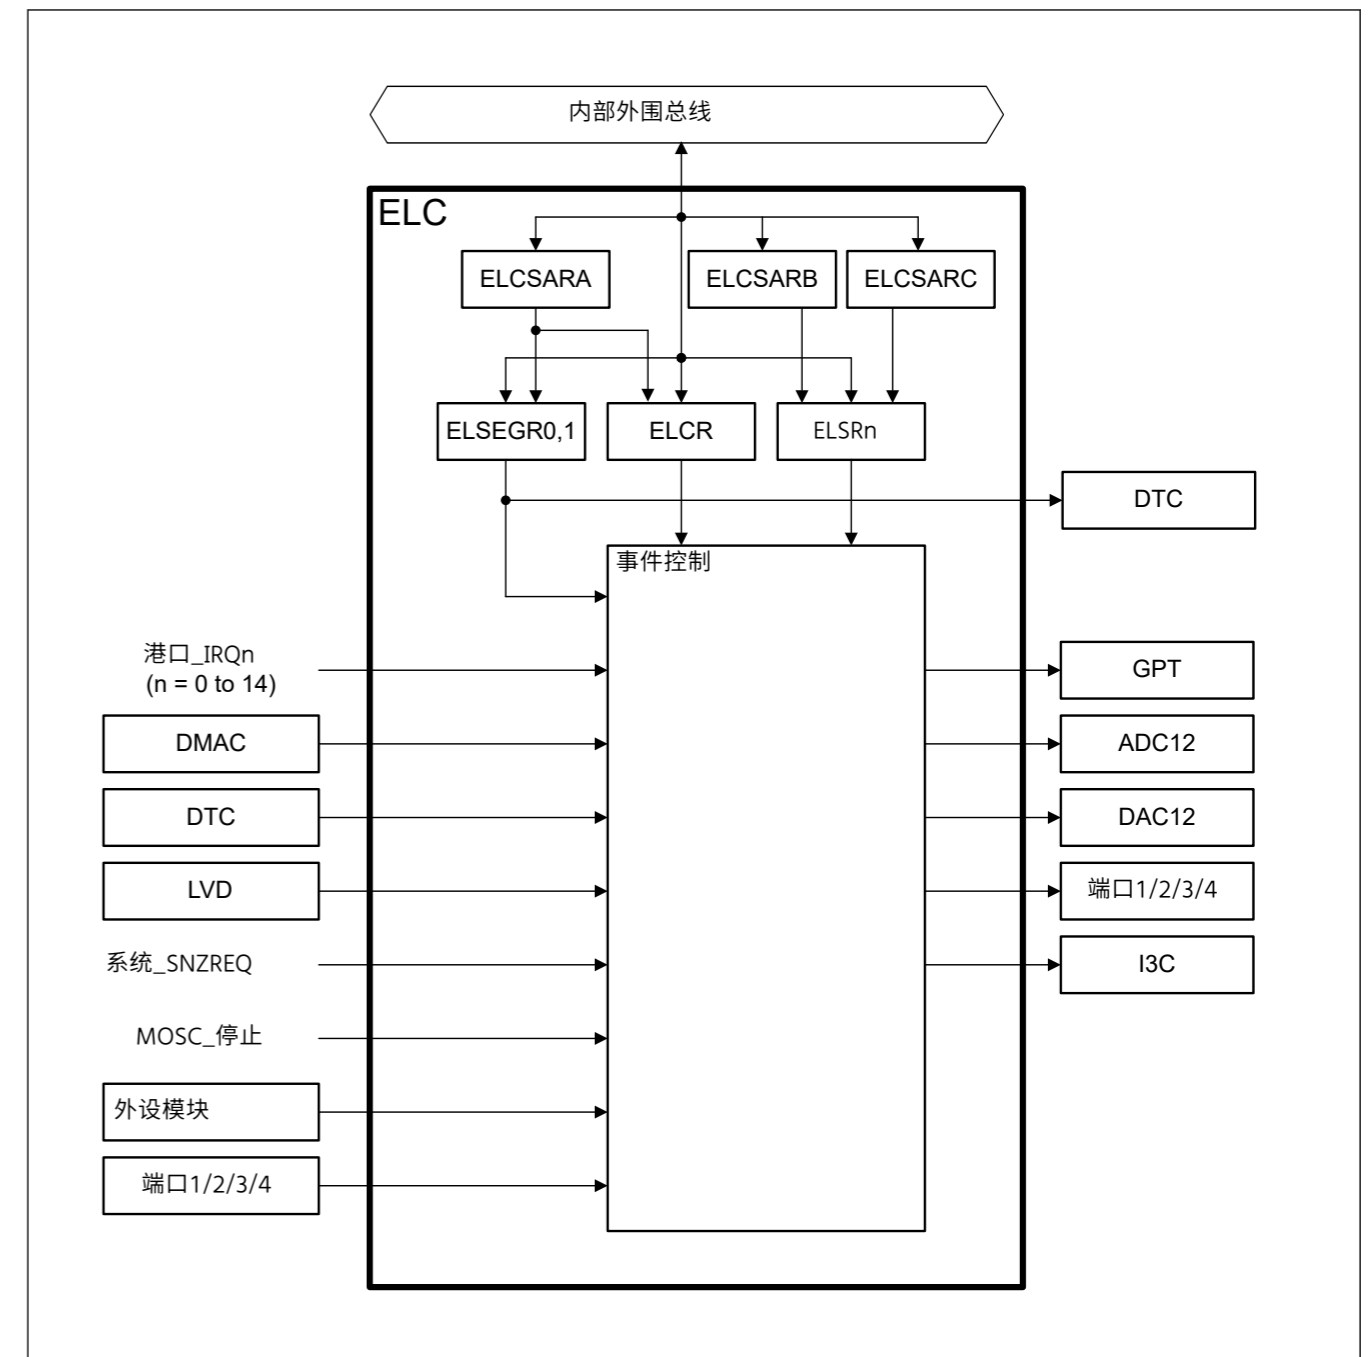 内部外围总线
ELC
ELCSARA
ELCSARB
ELCSARC
ELSEGR0,1
ELCR
ELSRn
DTC
事件控制
港口_IRQn
(n = 0 to 14)
GPT
DMAC
ADC12
DTC
DAC12
LVD
端口1/2/3/4
系统_SNZREQ
I3C
MOSC_停止
外设模块
端口1/2/3/4